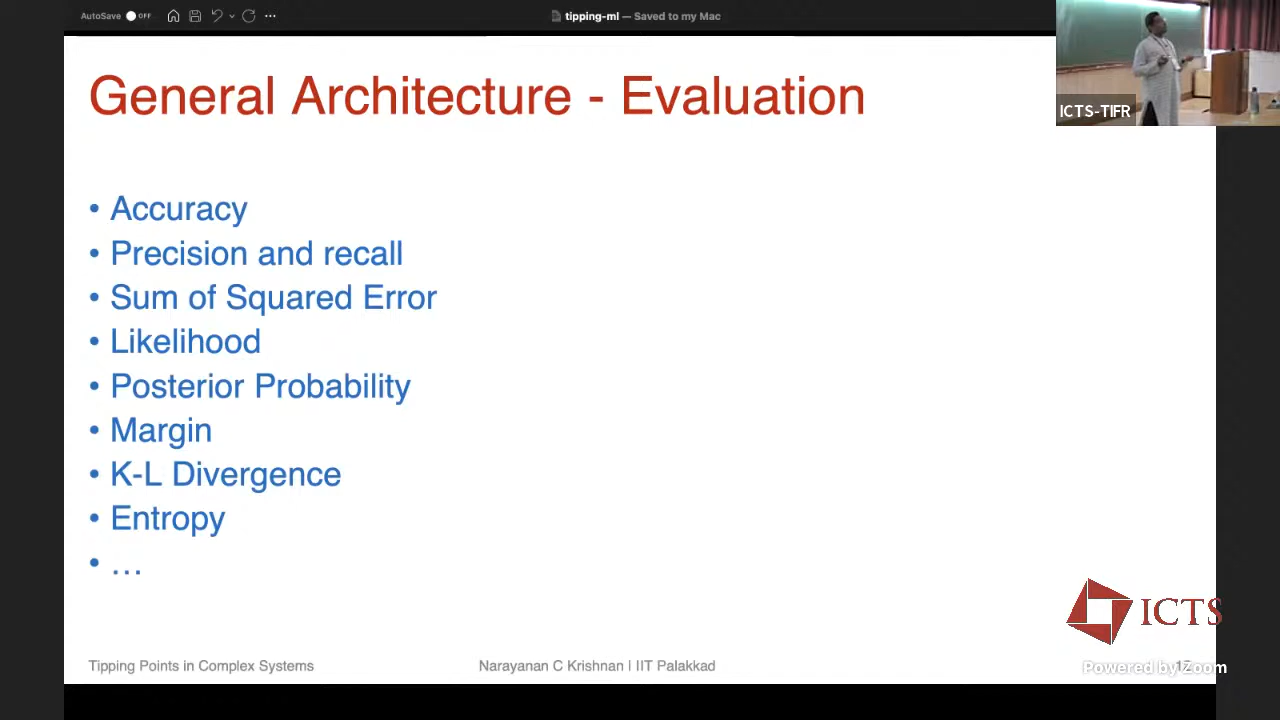 AutoSave OFF
tipping-ml — Saved to my Mac
General Architecture - Evaluation
ICTS-TIFR
• Accuracy
• Precision and recall
• Sum of Squared Error
• Likelihood
• Posterior Probability
• Margin
• K-L Divergence
• Entropy
• ...
ICTS
Tipping Points in Complex Systems
Narayanan C Krishnan | IIT Palakkad
Powered by Zoom